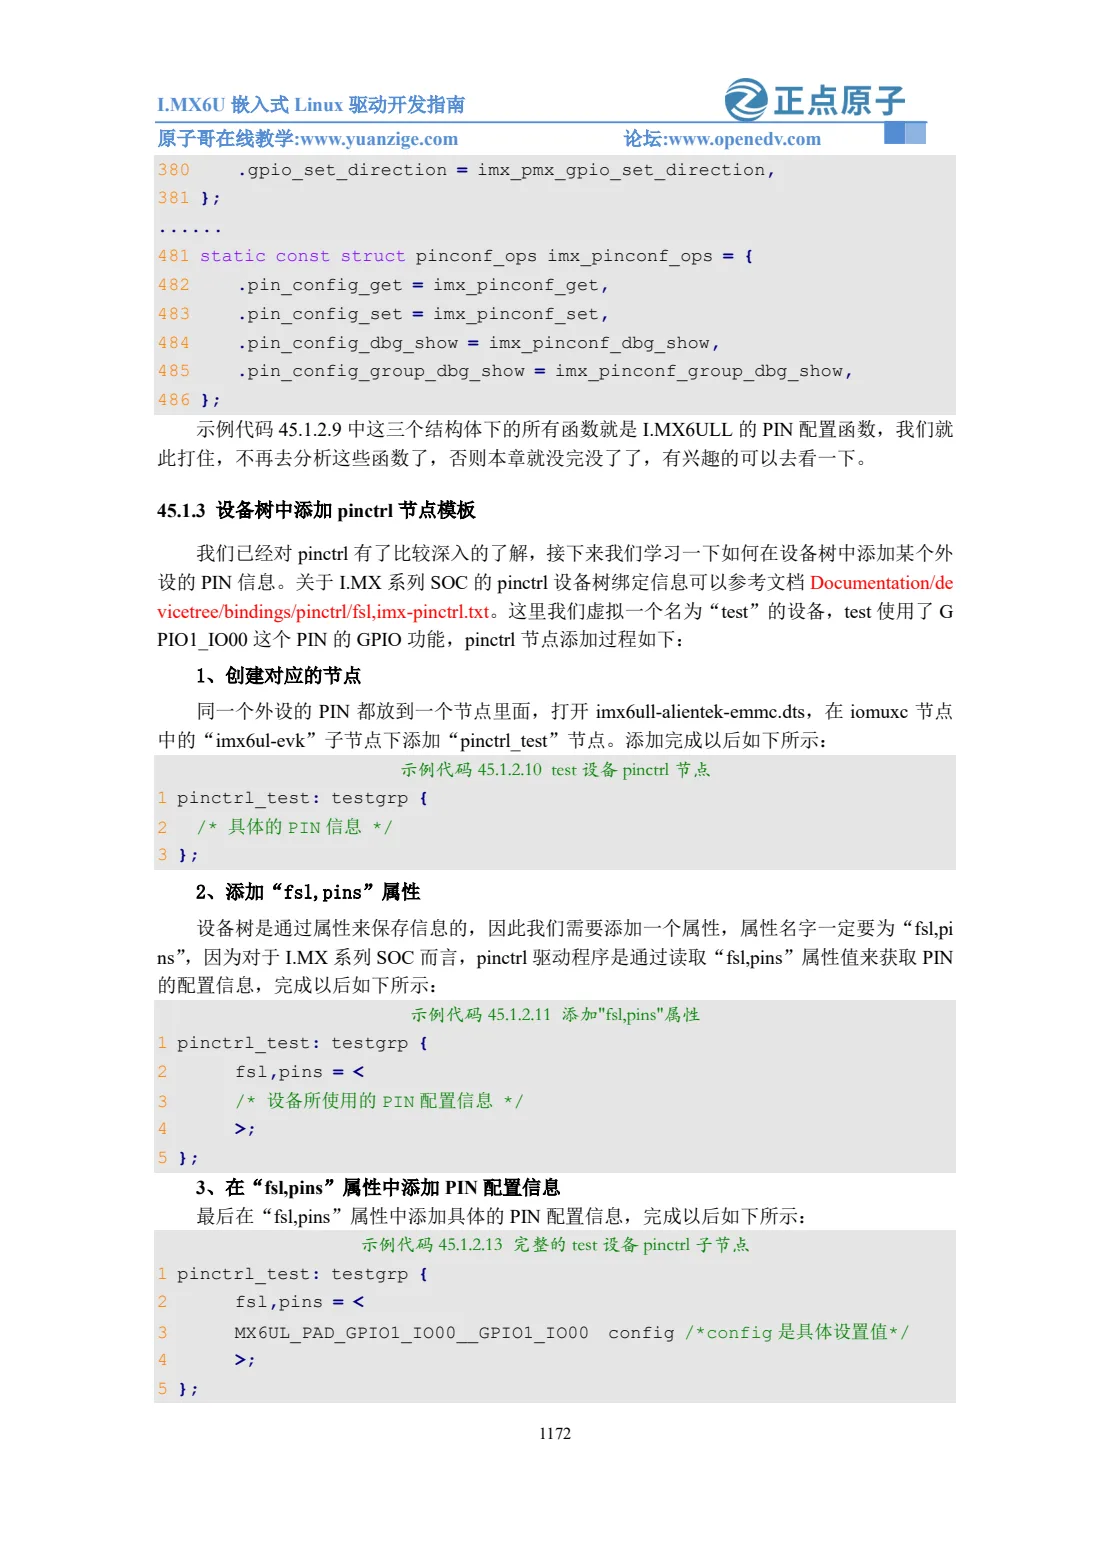 I.MX6U 嵌入式 Linux 驱动开发指南
正点原子
原子哥在线教学:www.yuanzige.com 论坛:www.openedv.com
380 .gpio_set_direction = imx_pmx_gpio_set_direction,
381 };
......
481 static const struct pinconf_ops imx_pinconf_ops = {
482 .pin_config_get = imx_pinconf_get,
483 .pin_config_set = imx_pinconf_set,
484 .pin_config_dbg_show = imx_pinconf_dbg_show,
485 .pin_config_group_dbg_show = imx_pinconf_group_dbg_show,
486 };
示例代码 45.1.2.9 中这三个结构体下的所有函数就是 I.MX6ULL 的 PIN 配置函数，我们就
此打住，不再去分析这些函数了，否则本章就没完没了了，有兴趣的可以去看一下。
45.1.3 设备树中添加 pinctrl 节点模板
我们已经对 pinctrl 有了比较深入的了解，接下来我们学习一下如何在设备树中添加某个外
设的 PIN 信息。关于 I.MX 系列 SOC 的 pinctrl 设备树绑定信息可以参考文档 Documentation/de
vicetree/bindings/pinctrl/fsl,imx-pinctrl.txt。这里我们虚拟一个名为“test”的设备，test 使用了 G
PIO1_IO00 这个 PIN 的 GPIO 功能，pinctrl 节点添加过程如下：
1、创建对应的节点
同一个外设的 PIN 都放到一个节点里面，打开 imx6ull-alientek-emmc.dts，在 iomuxc 节点
中的“imx6ul-evk”子节点下添加“pinctrl_test”节点。添加完成以后如下所示：
示例代码 45.1.2.10 test 设备 pinctrl 节点
1 pinctrl_test: testgrp {
2 /* 具体的 PIN 信息 */
3 };
2、添加“fsl,pins”属性
设备树是通过属性来保存信息的，因此我们需要添加一个属性，属性名字一定要为“fsl,pi
ns”，因为对于 I.MX 系列 SOC 而言，pinctrl 驱动程序是通过读取“fsl,pins”属性值来获取 PIN
的配置信息，完成以后如下所示：
示例代码 45.1.2.11 添加"fsl,pins"属性
1 pinctrl_test: testgrp {
2 fsl,pins = <
3 /* 设备所使用的 PIN 配置信息 */
4 >;
5 };
3、在“fsl,pins”属性中添加 PIN 配置信息
最后在“fsl,pins”属性中添加具体的 PIN 配置信息，完成以后如下所示：
示例代码 45.1.2.13 完整的 test 设备 pinctrl 子节点
1 pinctrl_test: testgrp {
2 fsl,pins = <
3 MX6UL_PAD_GPIO1_IO00__GPIO1_IO00 config /*config 是具体设置值*/
4 >;
5 };
1172